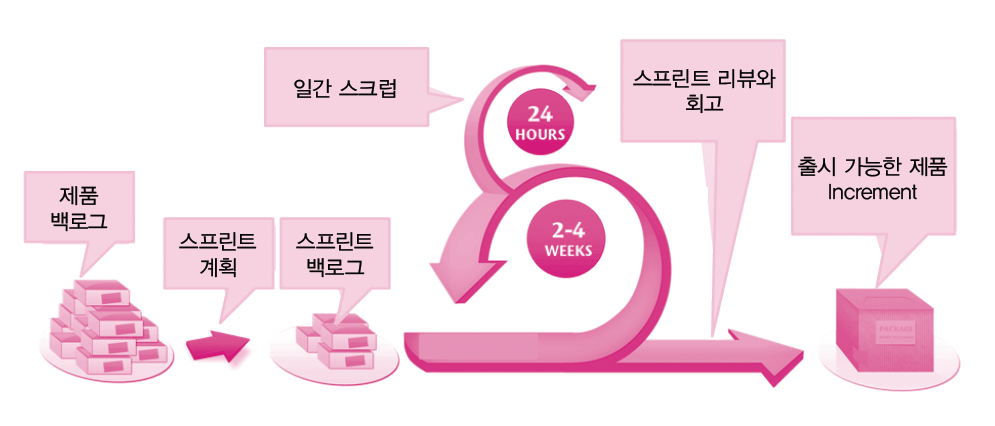 제품
백로그
스프린트
계획
스프린트
백로그
일간 스크럽
24
HOURS
2-4
WEEKS
스프린트 리뷰와
회고
출시 가능한 제품
Increment
PACKAGE